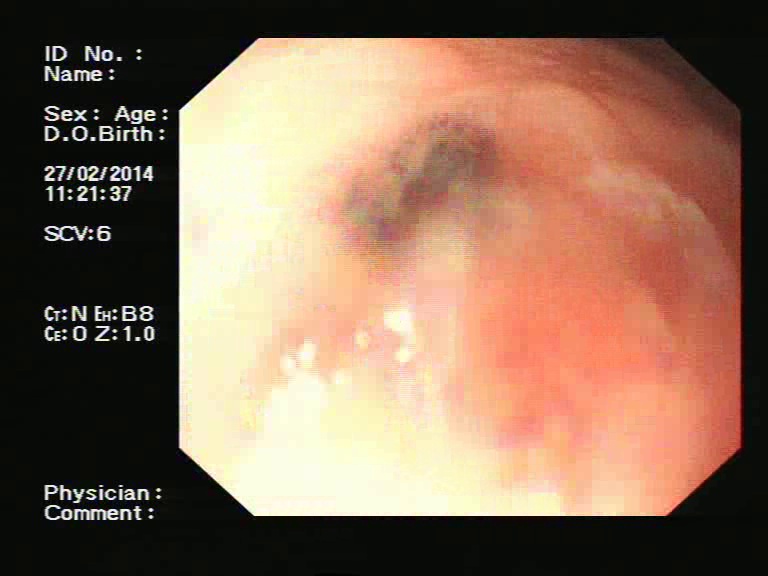 ID No. :
Name:
Sex: Age:
D.O.Birth:
27/02/2014
11:21:37
SCV:6
CT:N EH:B8
CE:0 Z:1.0
Physician:
Comment: